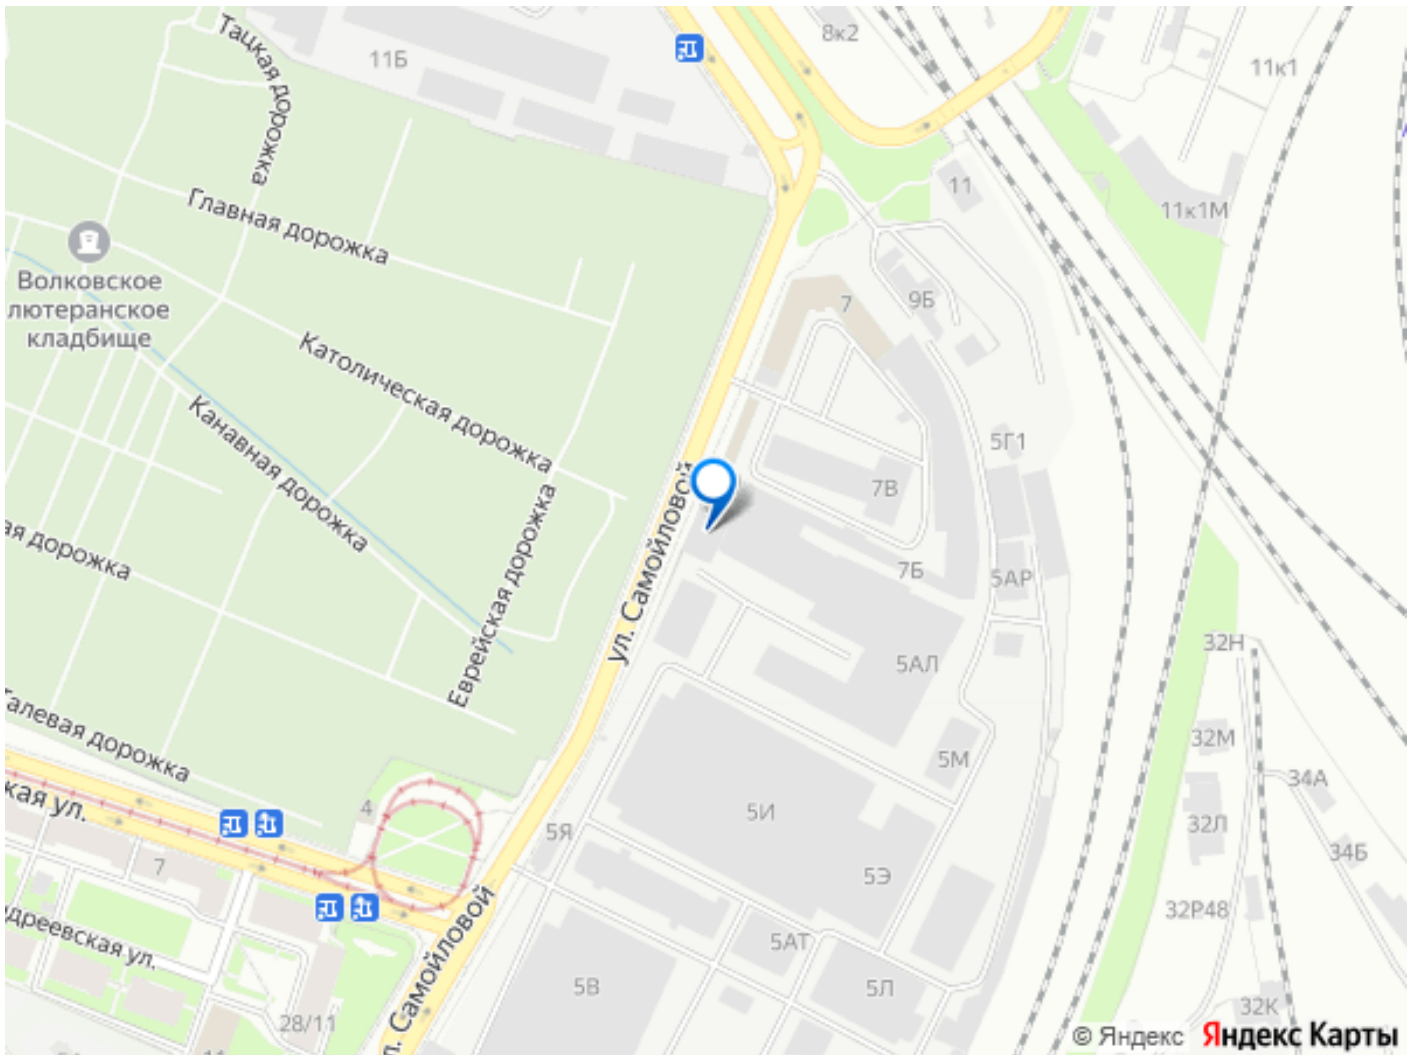 8к2
11Б
11к1
Тацкая дорожка
11
11к1М
Главная дорожка
Волковское
лютеранское
кладбище
9Б
7
Католическая дорожка
Канавная дорожка
5Г1
7В
ая дорожка
Еврейская дорожка
ул. Самойловой
7Б
5АР
5АЛ
32Н
алевая дорожка
5М
32М
34А
кая ул.
4
5Я
5И
32Л
34Б
7
5Э
32Р48
дреевская ул.
л. Самойловой
5АТ
5В
5Л
32К
28/11
© Яндекс Яндекс Карты